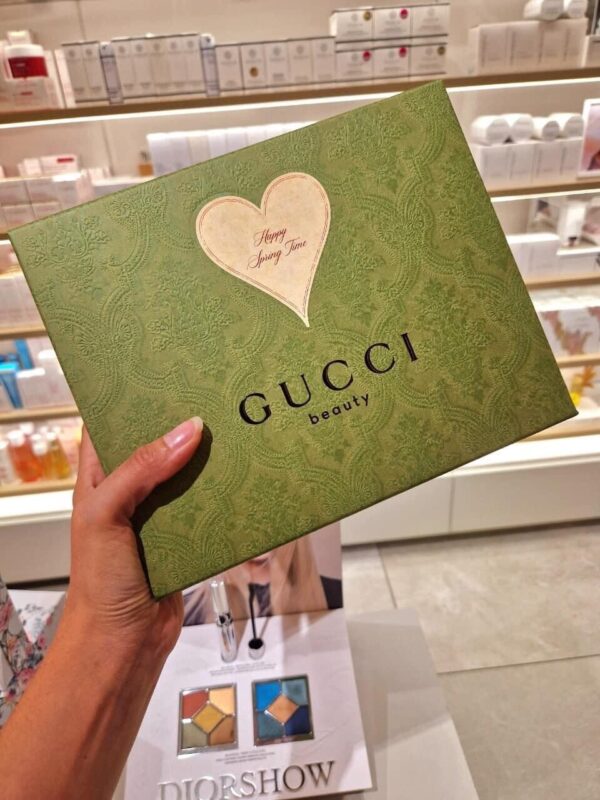 Happy
Spring Time
GUCCI
beauty
DIORSHOW